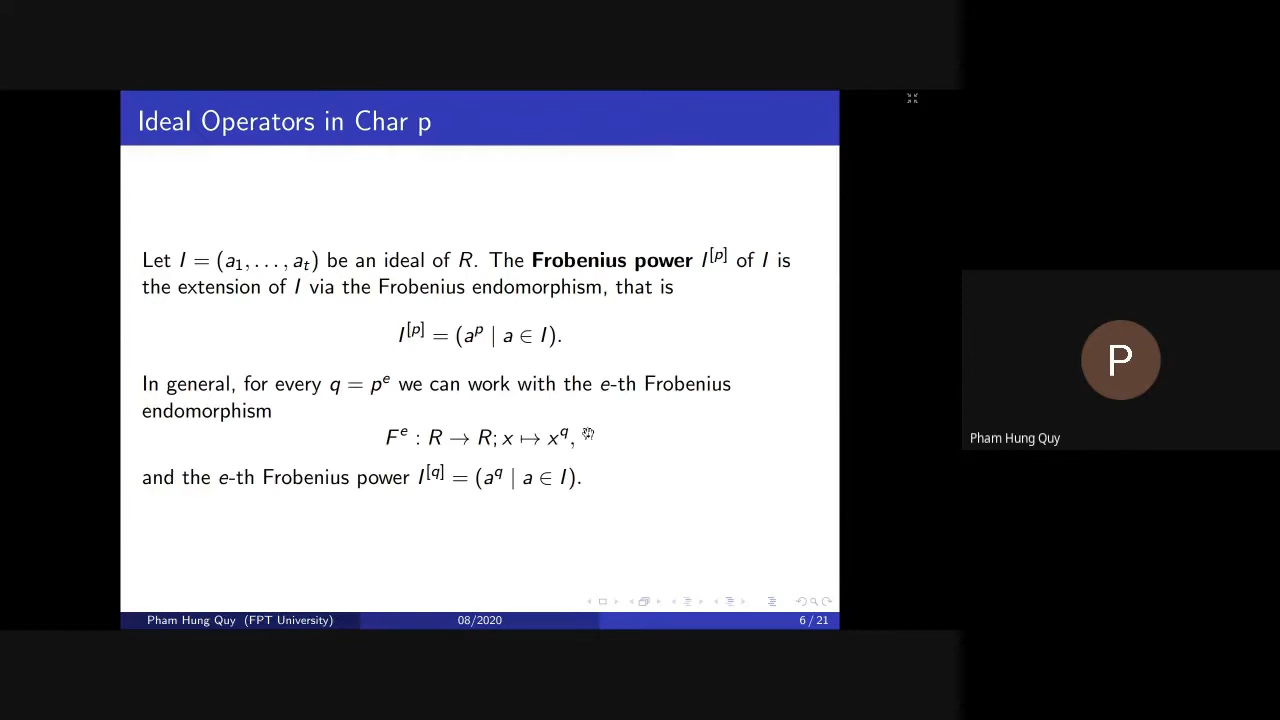 Ideal Operators in Char p
Let I = (a₁, . . . , aₜ) be an ideal of R. The Frobenius power I^[p] of I is
the extension of I via the Frobenius endomorphism, that is
I^[p] = (a^p | a ∈ I).
In general, for every q = p^e we can work with the e-th Frobenius
endomorphism
F^e : R → R; x ↦ x^q,
and the e-th Frobenius power I^[q] = (a^q | a ∈ I).
Pham Hung Quy (FPT University) 08/2020 6 / 21
P
Pham Hung Quy